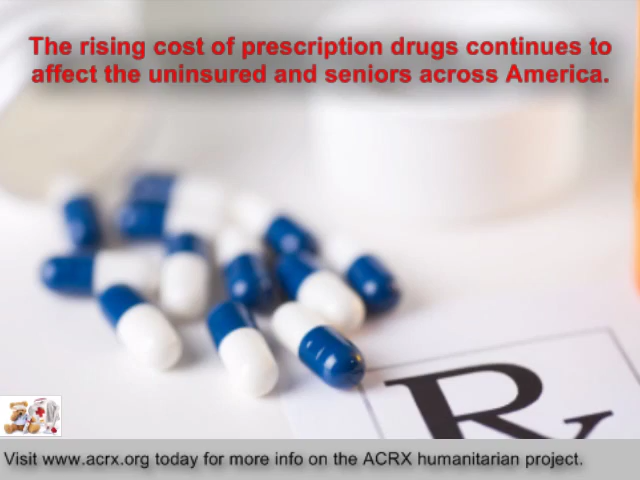 The rising cost of prescription drugs continues to
affect the uninsured and seniors across America.
R
Visit www.acrx.org today for more info on the ACRX humanitarian project.